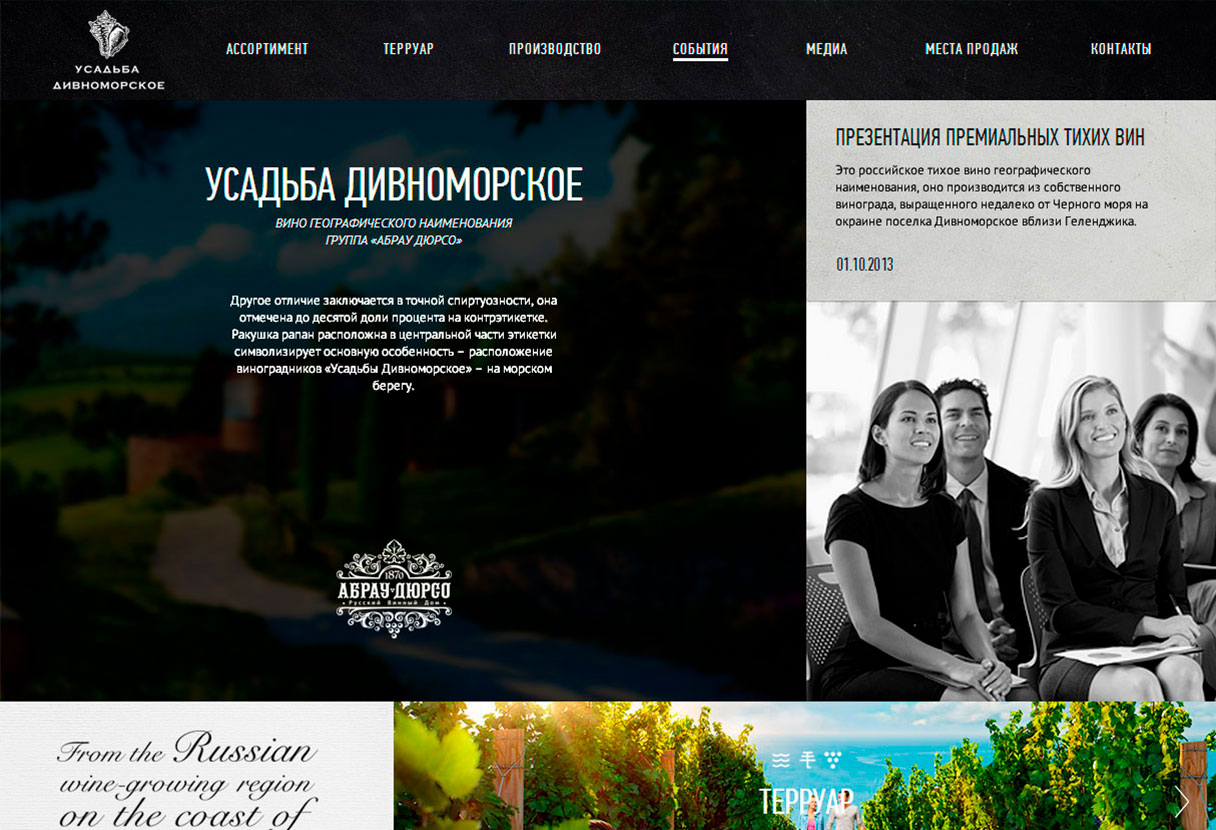 УСАДЬБА
ДИВНОМОРСКОЕ
АССОРТИМЕНТ
ТЕРРУАР
ПРОИЗВОДСТВО
СОБЫТИЯ
МЕДИА
МЕСТА ПРОДАЖ
КОНТАКТЫ
УСАДЬБА ДИВНОМОРСКОЕ
ВИНО ГЕОГРАФИЧЕСКОГО НАИМЕНОВАНИЯ
ГРУППА «АБРАУ ДЮРСО»
Другое отличие заключается в точной спиртуозности, она
отмечена до десятой доли процента на контрэтикетке.
Ракушка рапан расположна в центральной части этикетки
символизирует основную особенность – расположение
виноградников «Усадьбы Дивноморское» – на морском
берегу.
1870
АБРАУ-ДЮРСО
Русский Винный Дом
ПРЕЗЕНТАЦИЯ ПРЕМИАЛЬНЫХ ТИХИХ ВИН
Это российское тихое вино географического
наименования, оно производится из собственного
винограда, выращенного недалеко от Черного моря на
окраине поселка Дивноморское вблизи Геленджика.
01.10.2013
From the Russian
wine-growing region
on the coast of
ТЕРРУАР